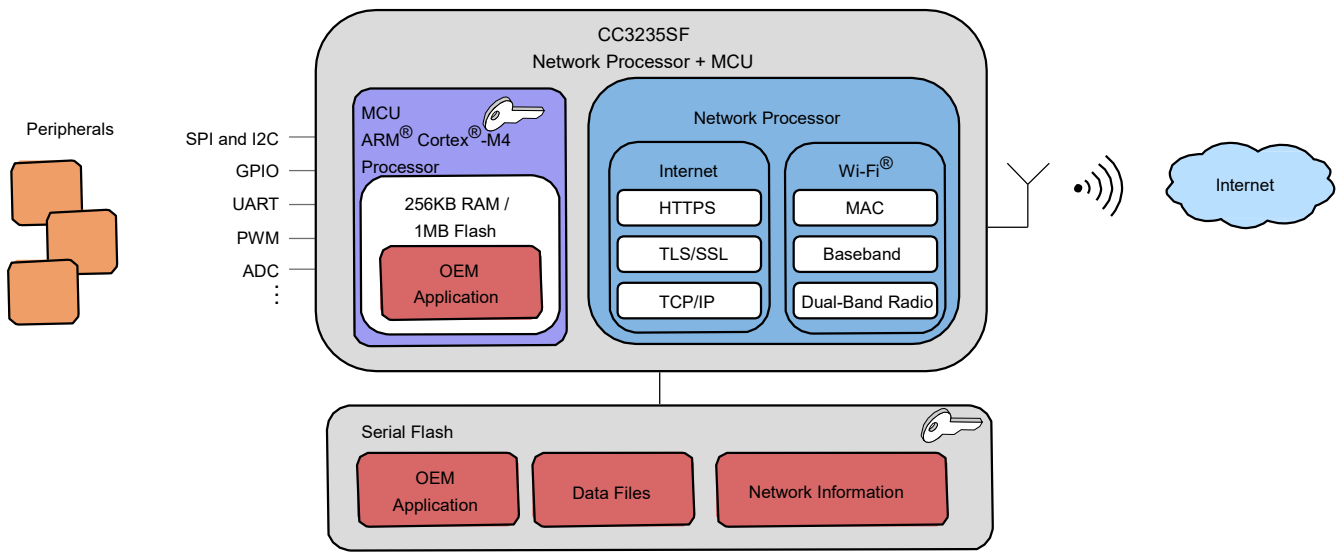 CC3235SF
Network Processor + MCU
Peripherals
SPI and I2C
GPIO
UART
PWM
ADC
⋮
MCU
ARM® Cortex®-M4
Processor
256KB RAM /
1MB Flash
OEM
Application
Network Processor
Internet
HTTPS
TLS/SSL
TCP/IP
Wi-Fi®
MAC
Baseband
Dual-Band Radio
Internet
Serial Flash
OEM
Application
Data Files
Network Information